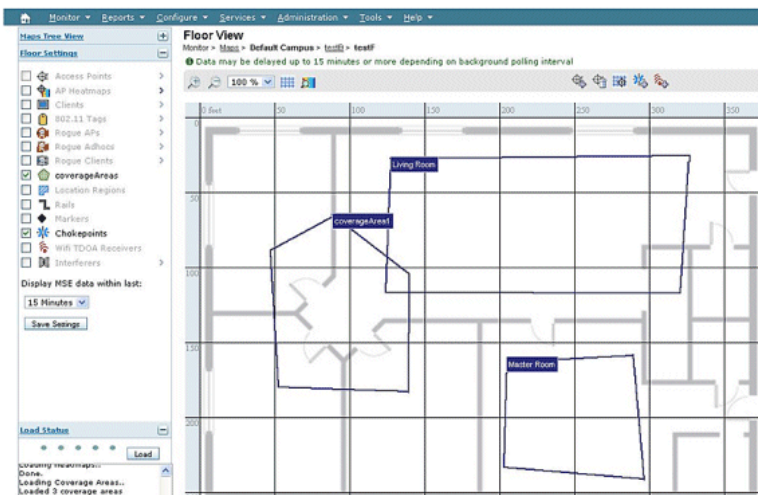 Monitor Reports Configure Services Administration Tools Help
Maps Tree View
Floor Settings
Access Points
AP Heatmaps
Clients
802.11 Tags
Rogue APs
Rogue Adhocs
Rogue Clients
coverageAreas
Location Regions
Rails
Markers
Chokepoints
Wifi TDOA Receivers
Interferers
Display MSE data within last:
15 Minutes
Save Settings
Load Status
Load
Loading Heatmaps..
Done.
Loading Coverage Areas..
Loaded 3 coverage areas
Floor View
Monitor > Maps > Default Campus > testB > testF
Data may be delayed up to 15 minutes or more depending on background polling interval
100 %
0 feet 50 100 150 200 250 300 350
0
50
100
150
200
Living Room
coverageArea1
Master Room